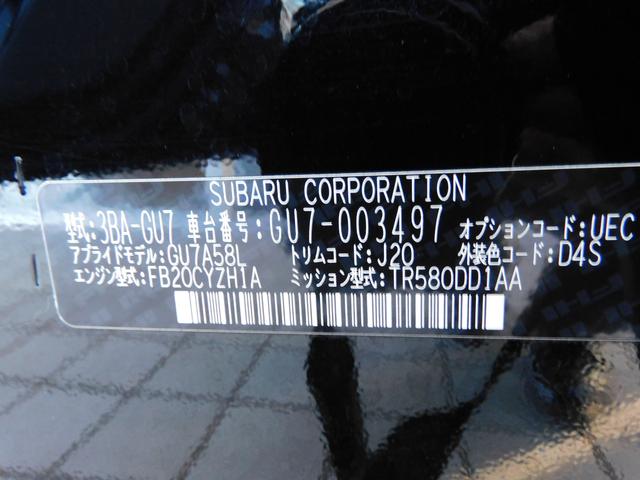 SUBARU CORPORATION
型式:3BA-GU7 車台番号:GU7-003497 オプションコード:UEC
アプライドモデル:GU7A58L トリムコード:J20 外装色コード:D4S
エンジン型式:FB20CYZH1A ミッション型式:TR580DD1AA